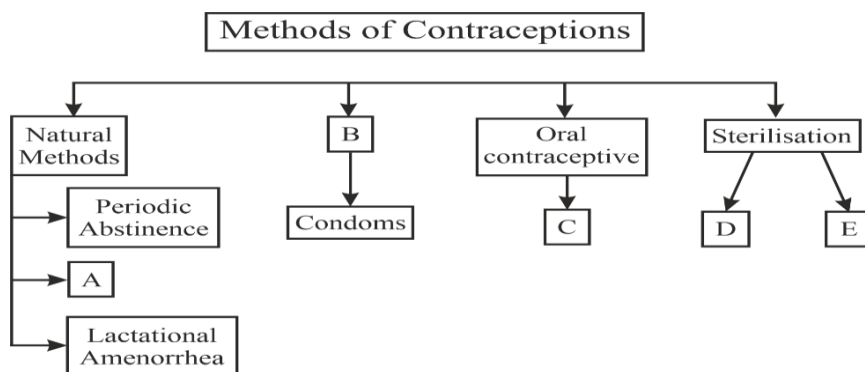 Methods of Contraceptions
Natural
Methods
B
Oral
contraceptive
Sterilisation
Periodic
Abstinence
Condoms
C
D
E
A
Lactational
Amenorrhea